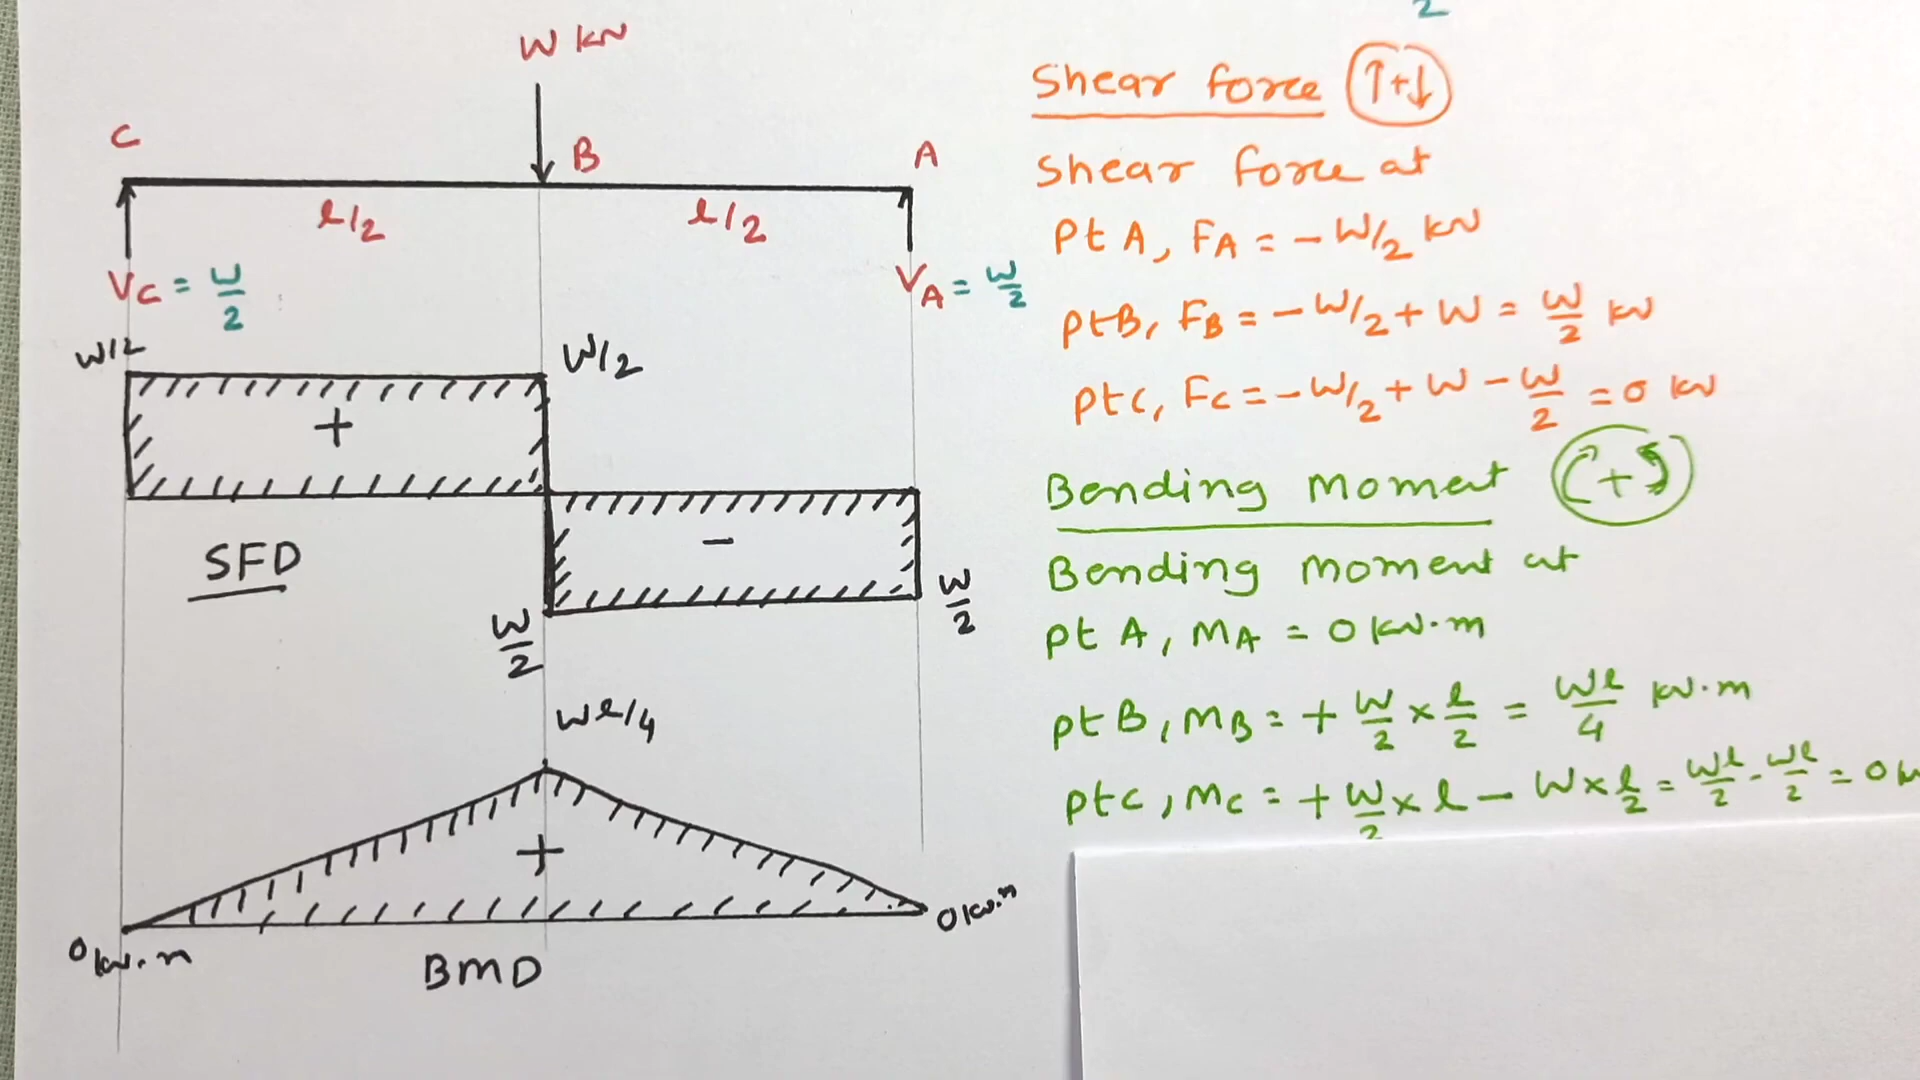 W kN
C
B
A
l/2
l/2
VC = W/2
VA = W/2
W/2
W/2
+
-
SFD
W/2
W/2
Wl/4
+
0 kN.m
0 kN.m
BMD
2
Shear force ↑+↓
Shear force at
Pt A, FA = - W/2 kN
Pt B, FB = - W/2 + W = W/2 kN
Pt C, FC = - W/2 + W - W/2 = 0 kN
Bending Moment (+)
Bending Moment at
Pt A, MA = 0 kN.m
Pt B, MB = + W/2 × l/2 = Wl/4 kN.m
Pt C, MC = + W/2 × l - W × l/2 = Wl/2 - Wl/2 = 0